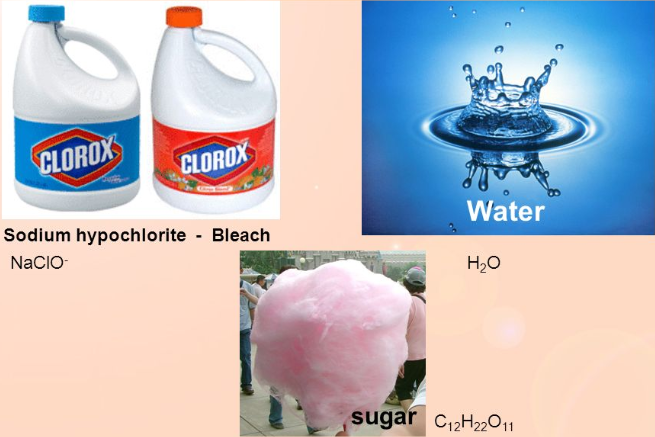 CLOROX
CLOROX
Water
Sodium hypochlorite - Bleach
NaClO⁻
H₂O
sugar
C₁₂H₂₂O₁₁